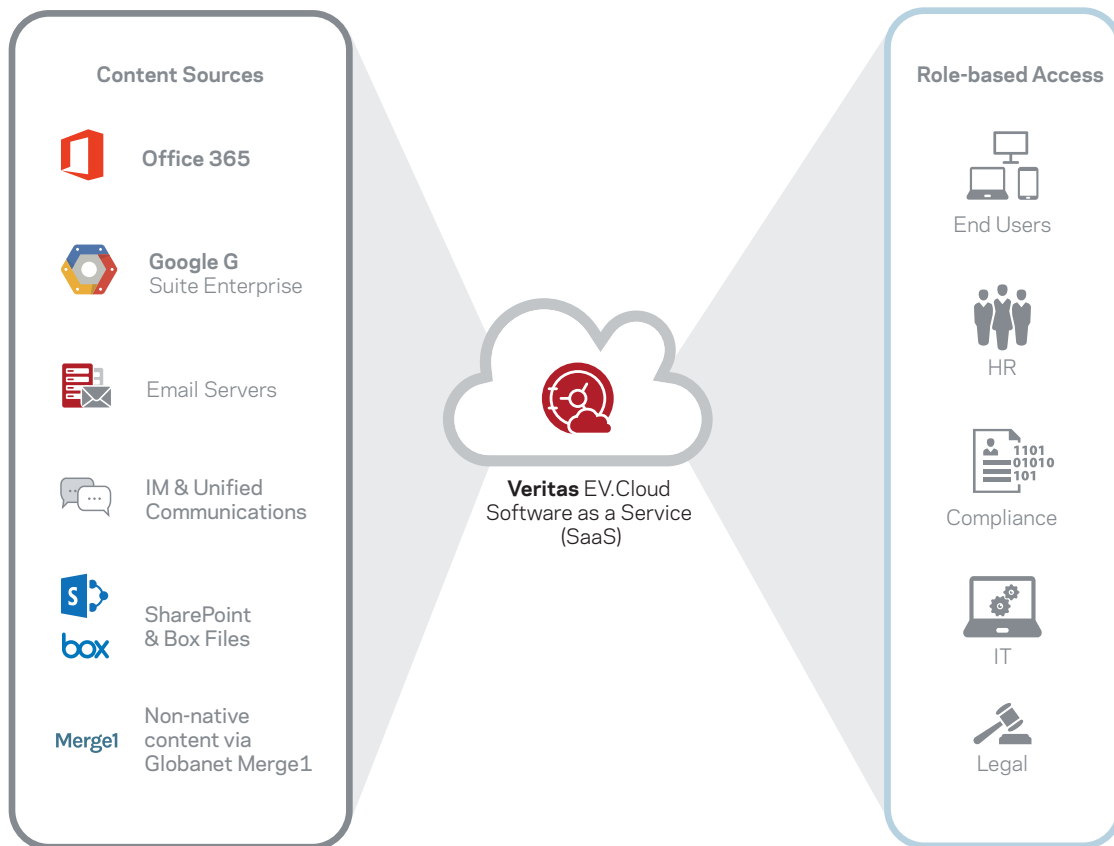 Content Sources
Office 365
Google G
Suite Enterprise
Email Servers
IM & Unified
Communications
S
SharePoint
& Box Files
box
Merge1
Non-native
content via
Globanet Merge1
Veritas EV.Cloud
Software as a Service
(SaaS)
Role-based Access
End Users
HR
1101
01010
101
Compliance
IT
Legal